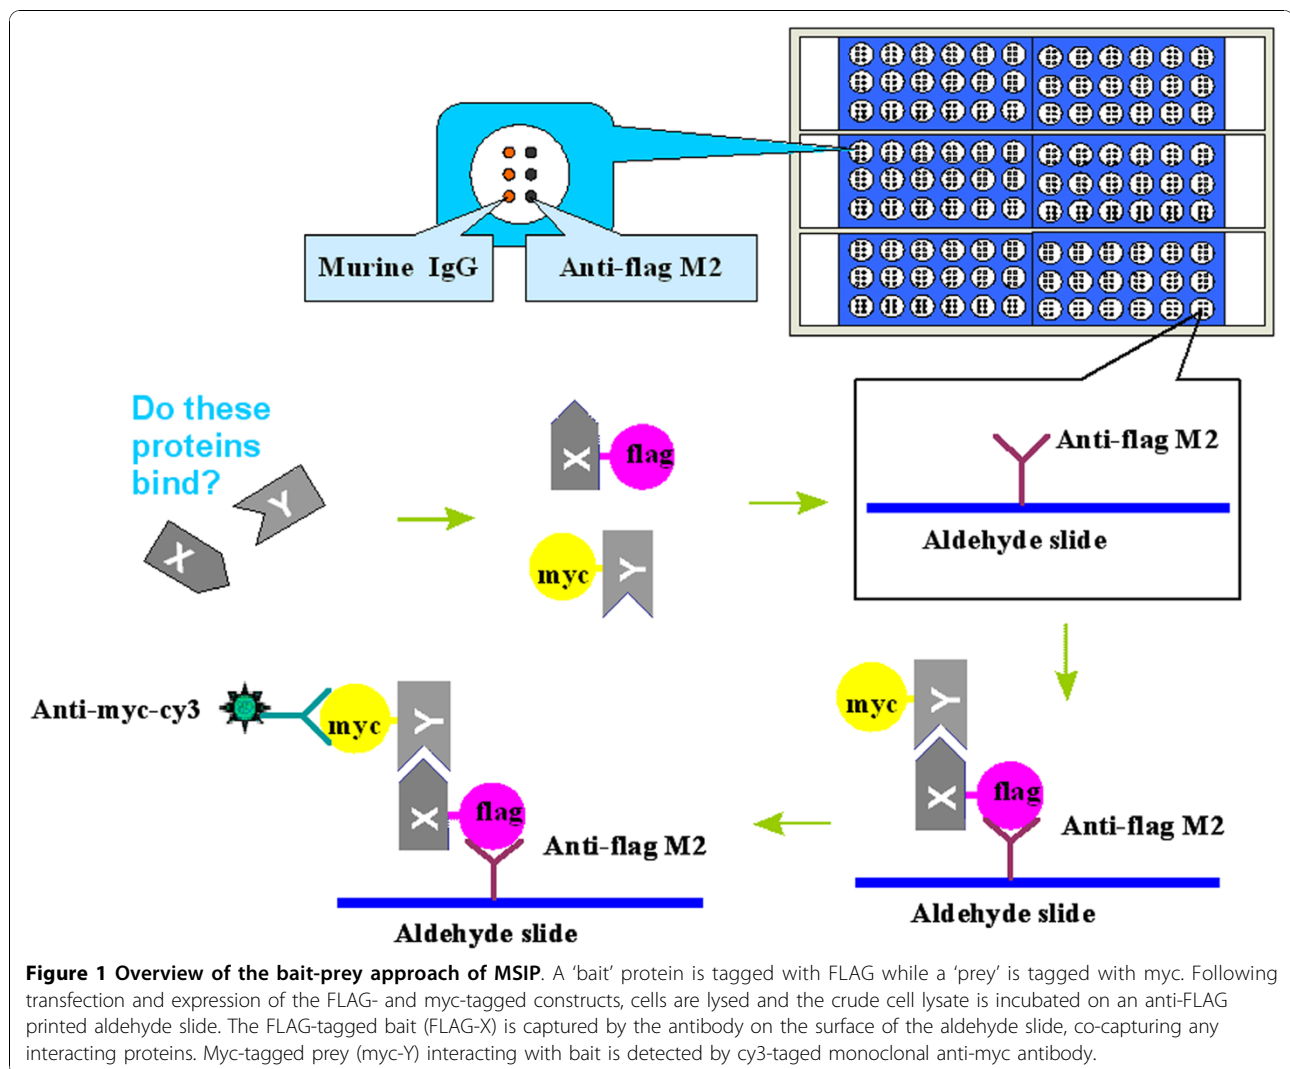 Murine IgG
Anti-flag M2
Do these
proteins
bind?
Y
X
X
flag
myc
Y
Anti-flag M2
Aldehyde slide
Anti-myc-cy3
myc
Y
X
flag
Anti-flag M2
Aldehyde slide
myc
Y
X
flag
Anti-flag M2
Aldehyde slide
Figure 1 Overview of the bait-prey approach of MSIP. A ‘bait’ protein is tagged with FLAG while a ‘prey’ is tagged with myc. Following
transfection and expression of the FLAG- and myc-tagged constructs, cells are lysed and the crude cell lysate is incubated on an anti-FLAG
printed aldehyde slide. The FLAG-tagged bait (FLAG-X) is captured by the antibody on the surface of the aldehyde slide, co-capturing any
interacting proteins. Myc-tagged prey (myc-Y) interacting with bait is detected by cy3-taged monoclonal anti-myc antibody.